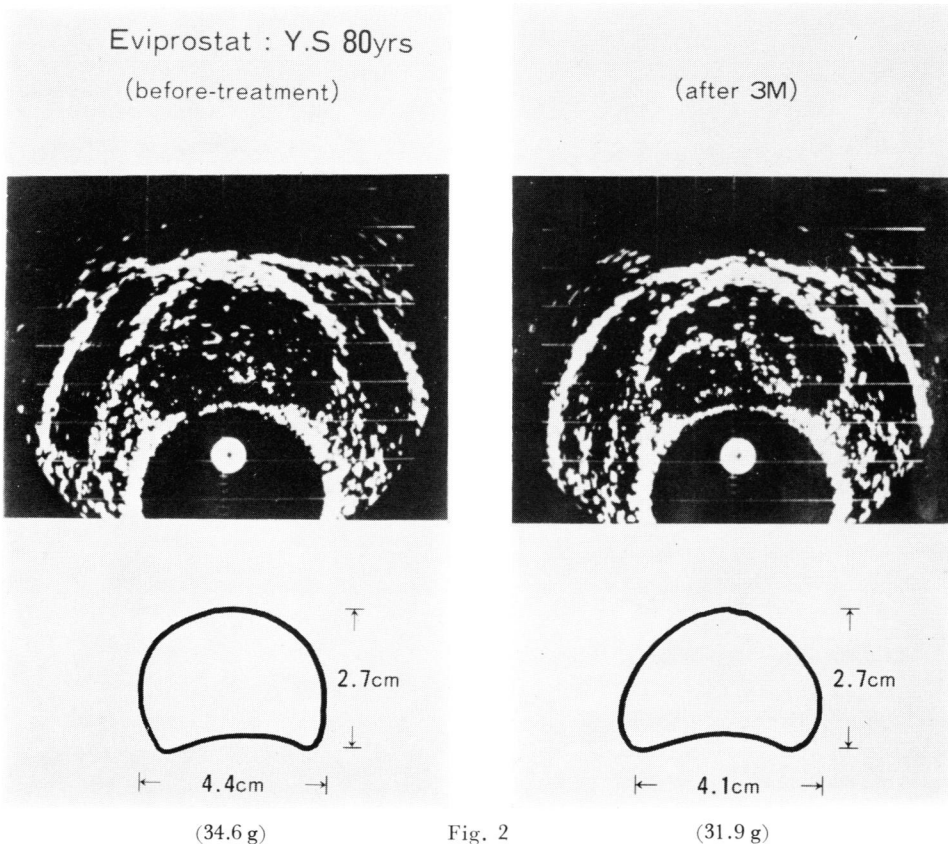 Eviprostat : Y.S 80yrs
(before-treatment)
(after 3M)
2.7cm
4.4cm
2.7cm
4.1cm
(34.6 g)
Fig. 2
(31.9 g)